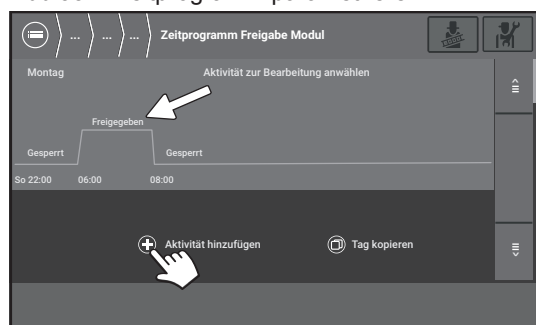 ... ... ... Zeitprogramm Freigabe Modul
Montag
Aktivität zur Bearbeitung anwählen
Freigegeben
Gesperrt Gesperrt
So 22:00 06:00 08:00
Aktivität hinzufügen Tag kopieren